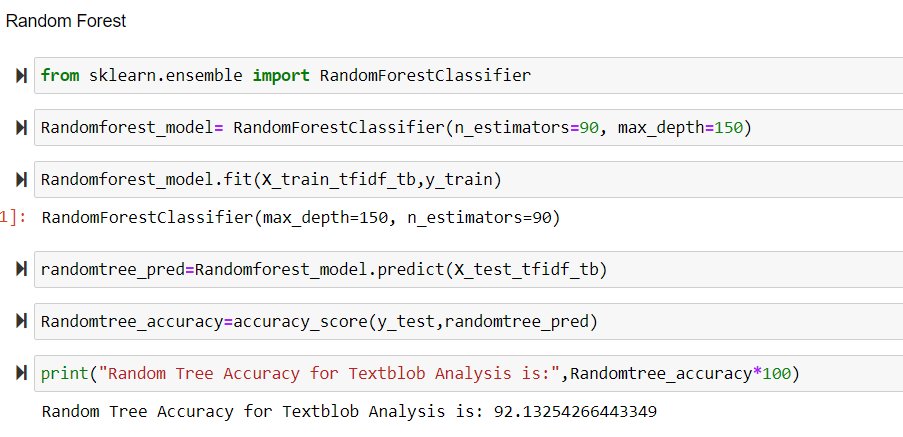 Random Forest
from sklearn.ensemble import RandomForestClassifier
Randomforest_model= RandomForestClassifier(n_estimators=90, max_depth=150)
Randomforest_model.fit(X_train_tfidf_tb,y_train)
1]: RandomForestClassifier(max_depth=150, n_estimators=90)
randomtree_pred=Randomforest_model.predict(X_test_tfidf_tb)
Randomtree_accuracy=accuracy_score(y_test,randomtree_pred)
print("Random Tree Accuracy for Textblob Analysis is:",Randomtree_accuracy*100)
Random Tree Accuracy for Textblob Analysis is: 92.13254266443349